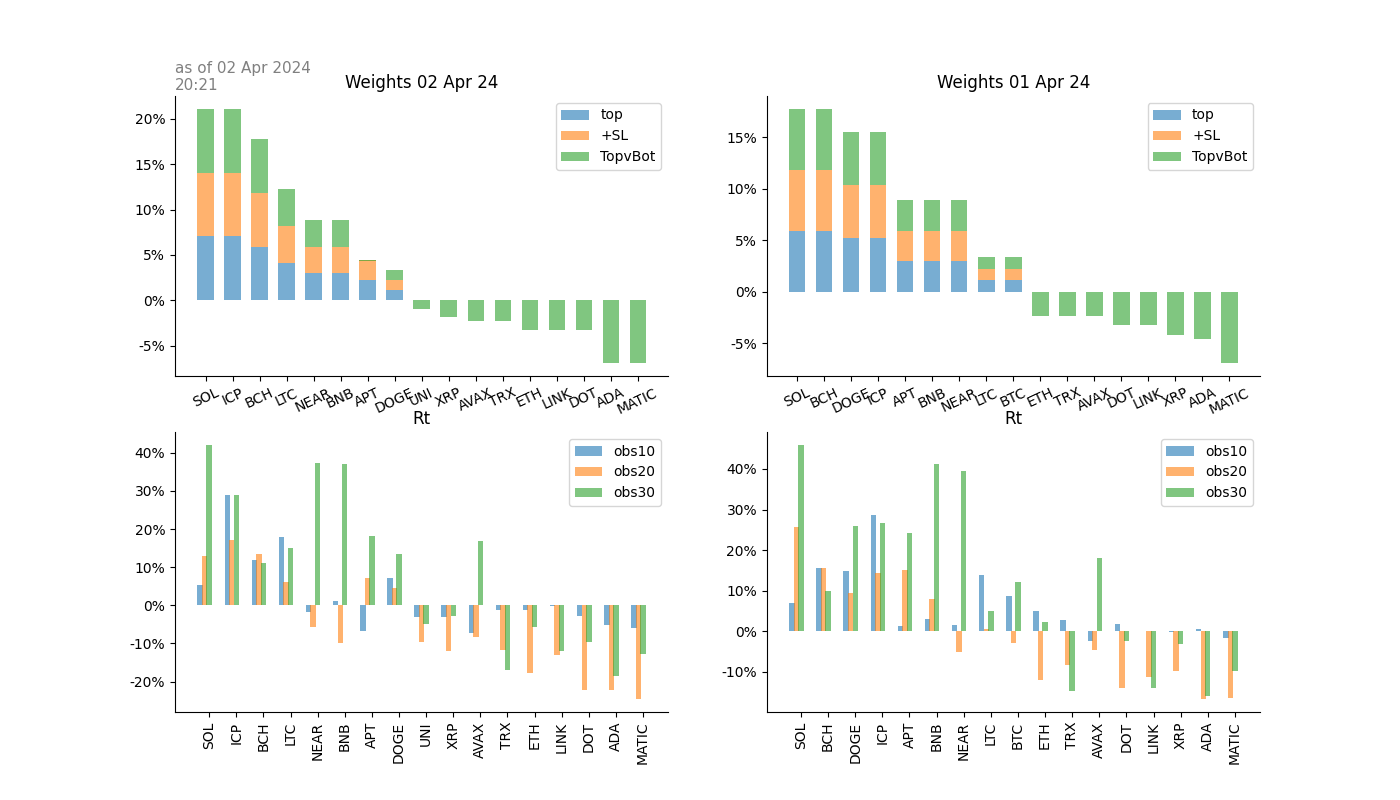 as of 02 Apr 2024
20:21
Weights 02 Apr 24
20%
15%
10%
5%
0%
-5%
top
+SL
TopvBot
SOL ICP BCH LTC NEAR BNB APT DOGE UNI XRP AVAX TRX ETH LINK DOT ADA MATIC
Weights 01 Apr 24
15%
10%
5%
0%
-5%
top
+SL
TopvBot
SOL BCH DOGE ICP APT BNB NEAR LTC BTC ETH TRX AVAX DOT LINK XRP ADA MATIC
Rt
40%
30%
20%
10%
0%
-10%
-20%
obs10
obs20
obs30
SOL ICP BCH LTC NEAR BNB APT DOGE UNI XRP AVAX TRX ETH LINK DOT ADA MATIC
Rt
40%
30%
20%
10%
0%
-10%
obs10
obs20
obs30
SOL BCH DOGE ICP APT BNB NEAR LTC BTC ETH TRX AVAX DOT LINK XRP ADA MATIC